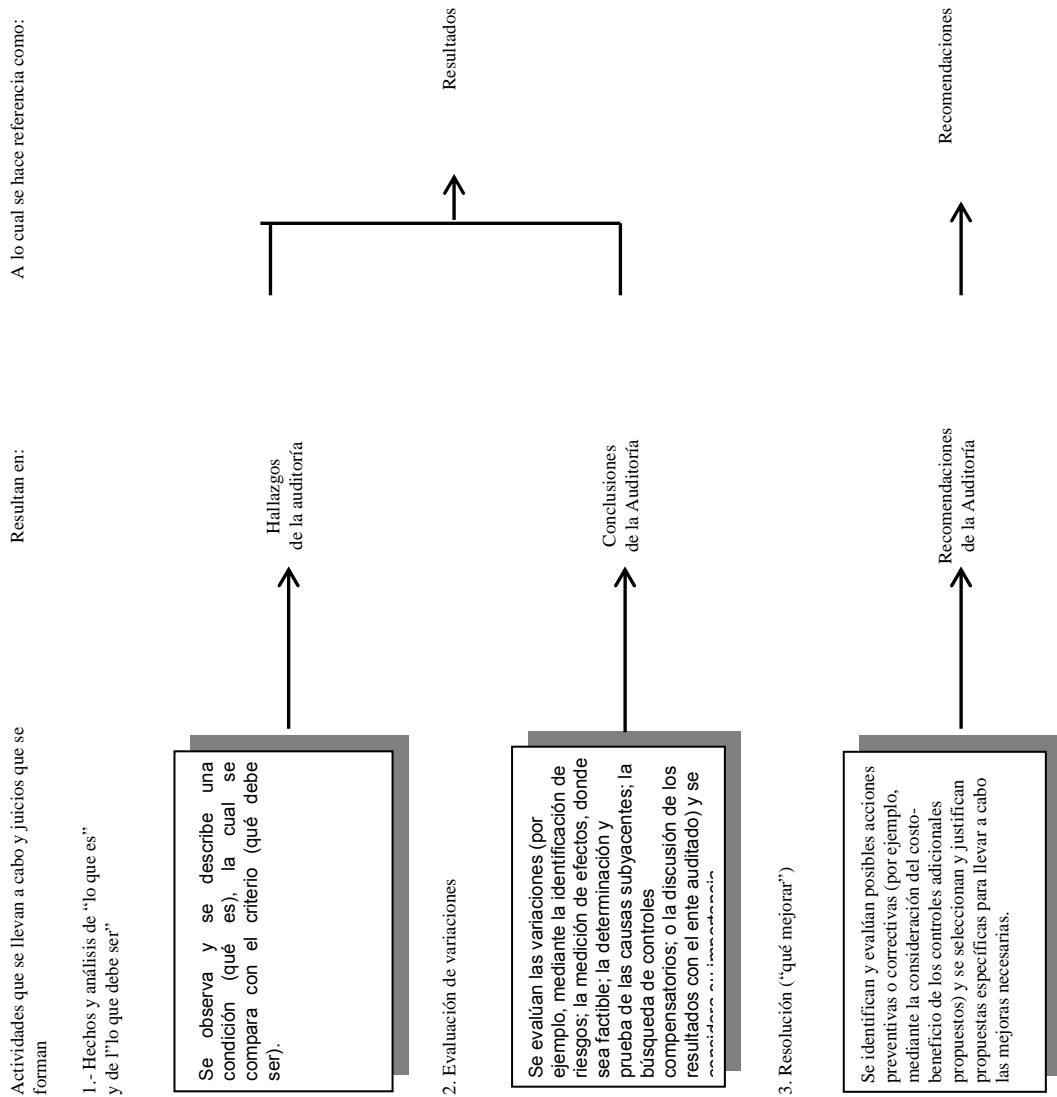 Actividades que se llevan a cabo y juicios que se
forman
Resultan en:
A lo cual se hace referencia como:
1.- Hechos y análisis de “lo que es”
y de l”lo que debe ser”
Se observa y se describe una
condición (qué es), la cual se
compara con el criterio (qué debe
ser).
Hallazgos
de la auditoría
Resultados
2. Evaluación de variaciones
Se evalúan las variaciones (por
ejemplo, mediante la identificación de
riesgos; la medición de efectos, donde
sea factible; la determinación y
prueba de las causas subyacentes; la
búsqueda de controles
compensatorios; o la discusión de los
resultados con el ente auditado) y se
considera su importancia
Conclusiones
de la Auditoría
3. Resolución (“qué mejorar”)
Se identifican y evalúan posibles acciones
preventivas o correctivas (por ejemplo,
mediante la consideración del costo-
beneficio de los controles adicionales
propuestos) y se seleccionan y justifican
propuestas específicas para llevar a cabo
las mejoras necesarias.
Recomendaciones
de la Auditoría
Recomendaciones